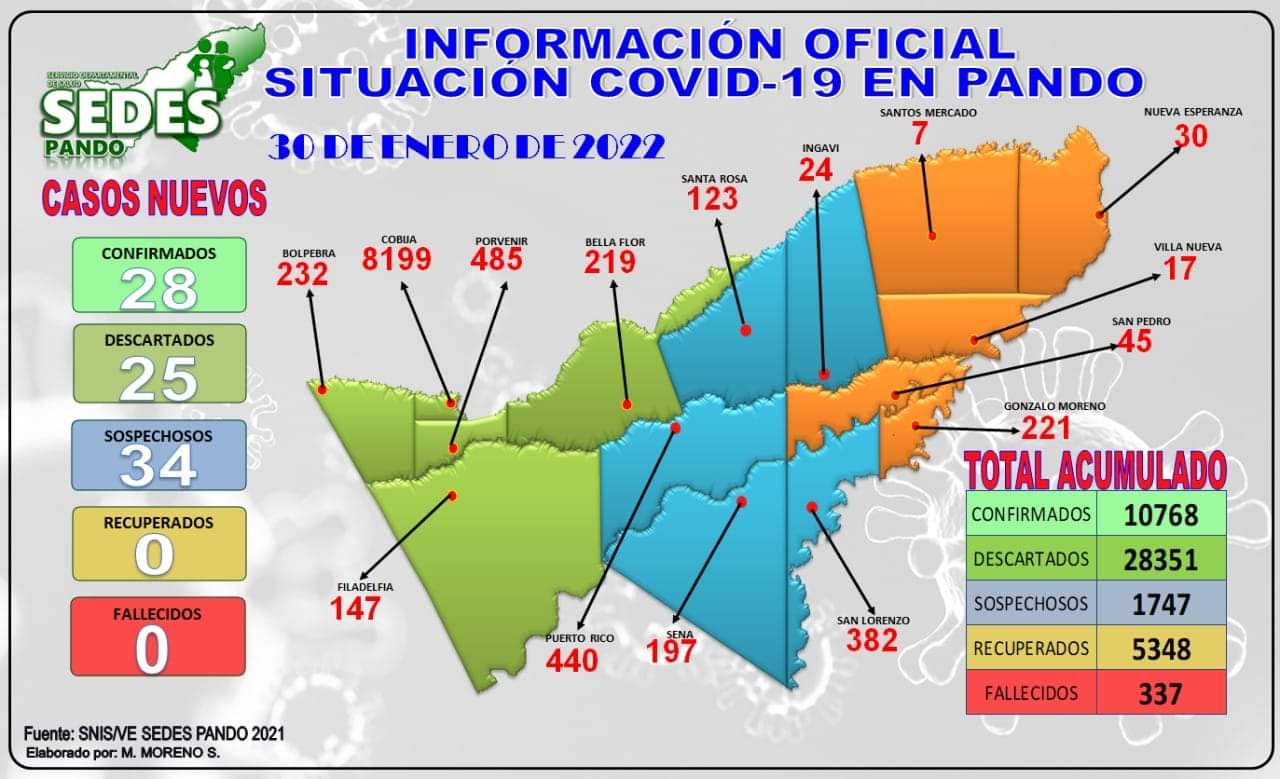 SERVICIO DEPARTAMENTAL
DE SALUD
SEDES
PANDO
INFORMACIÓN OFICIAL
SITUACIÓN COVID-19 EN PANDO
30 DE ENERO DE 2022
CASOS NUEVOS
CONFIRMADOS
28
DESCARTADOS
25
SOSPECHOSOS
34
RECUPERADOS
0
FALLECIDOS
0
BOLPEBRA
232
COBIJA
8199
PORVENIR
485
BELLA FLOR
219
SANTA ROSA
123
INGAVI
24
SANTOS MERCADO
7
NUEVA ESPERANZA
30
VILLA NUEVA
17
SAN PEDRO
45
GONZALO MORENO
221
FILADELFIA
147
PUERTO RICO
440
SENA
197
SAN LORENZO
382
TOTAL ACUMULADO
CONFIRMADOS 10768
DESCARTADOS 28351
SOSPECHOSOS 1747
RECUPERADOS 5348
FALLECIDOS 337
Fuente: SNIS/VE SEDES PANDO 2021
Elaborado por: M. MORENO S.